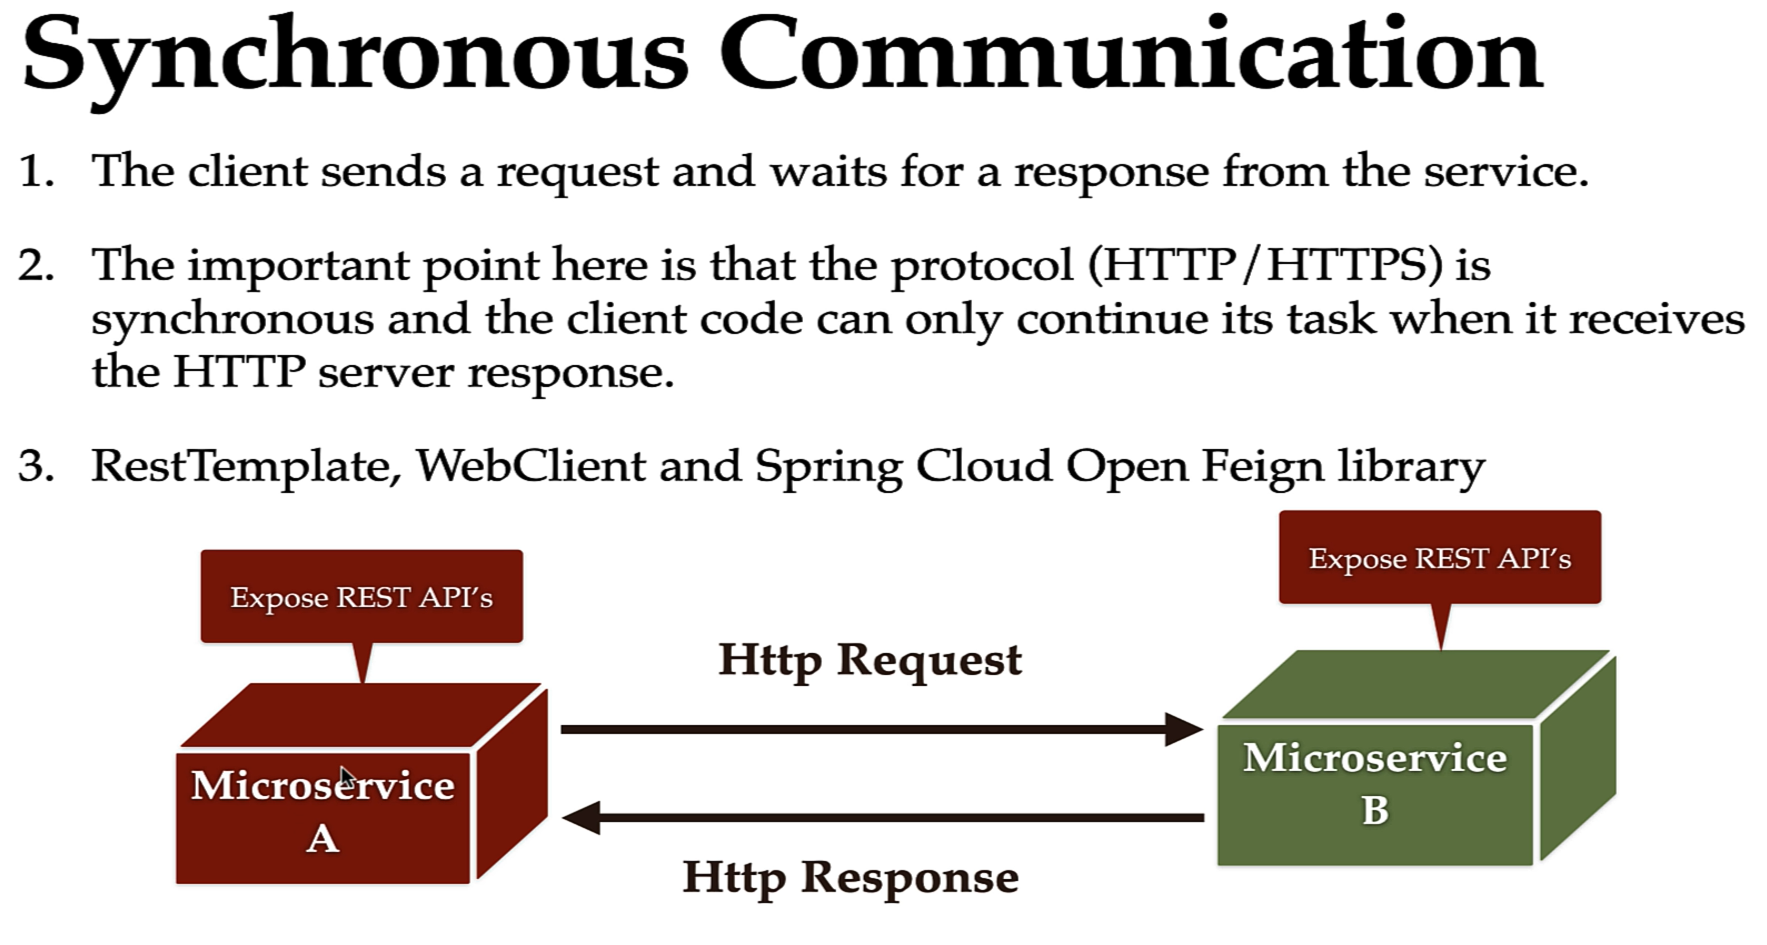 Synchronous Communication
1. The client sends a request and waits for a response from the service.
2. The important point here is that the protocol (HTTP/HTTPS) is
synchronous and the client code can only continue its task when it receives
the HTTP server response.
3. RestTemplate, WebClient and Spring Cloud Open Feign library
Expose REST API's
Expose REST API's
Http Request
Microservice
A
Microservice
B
Http Response